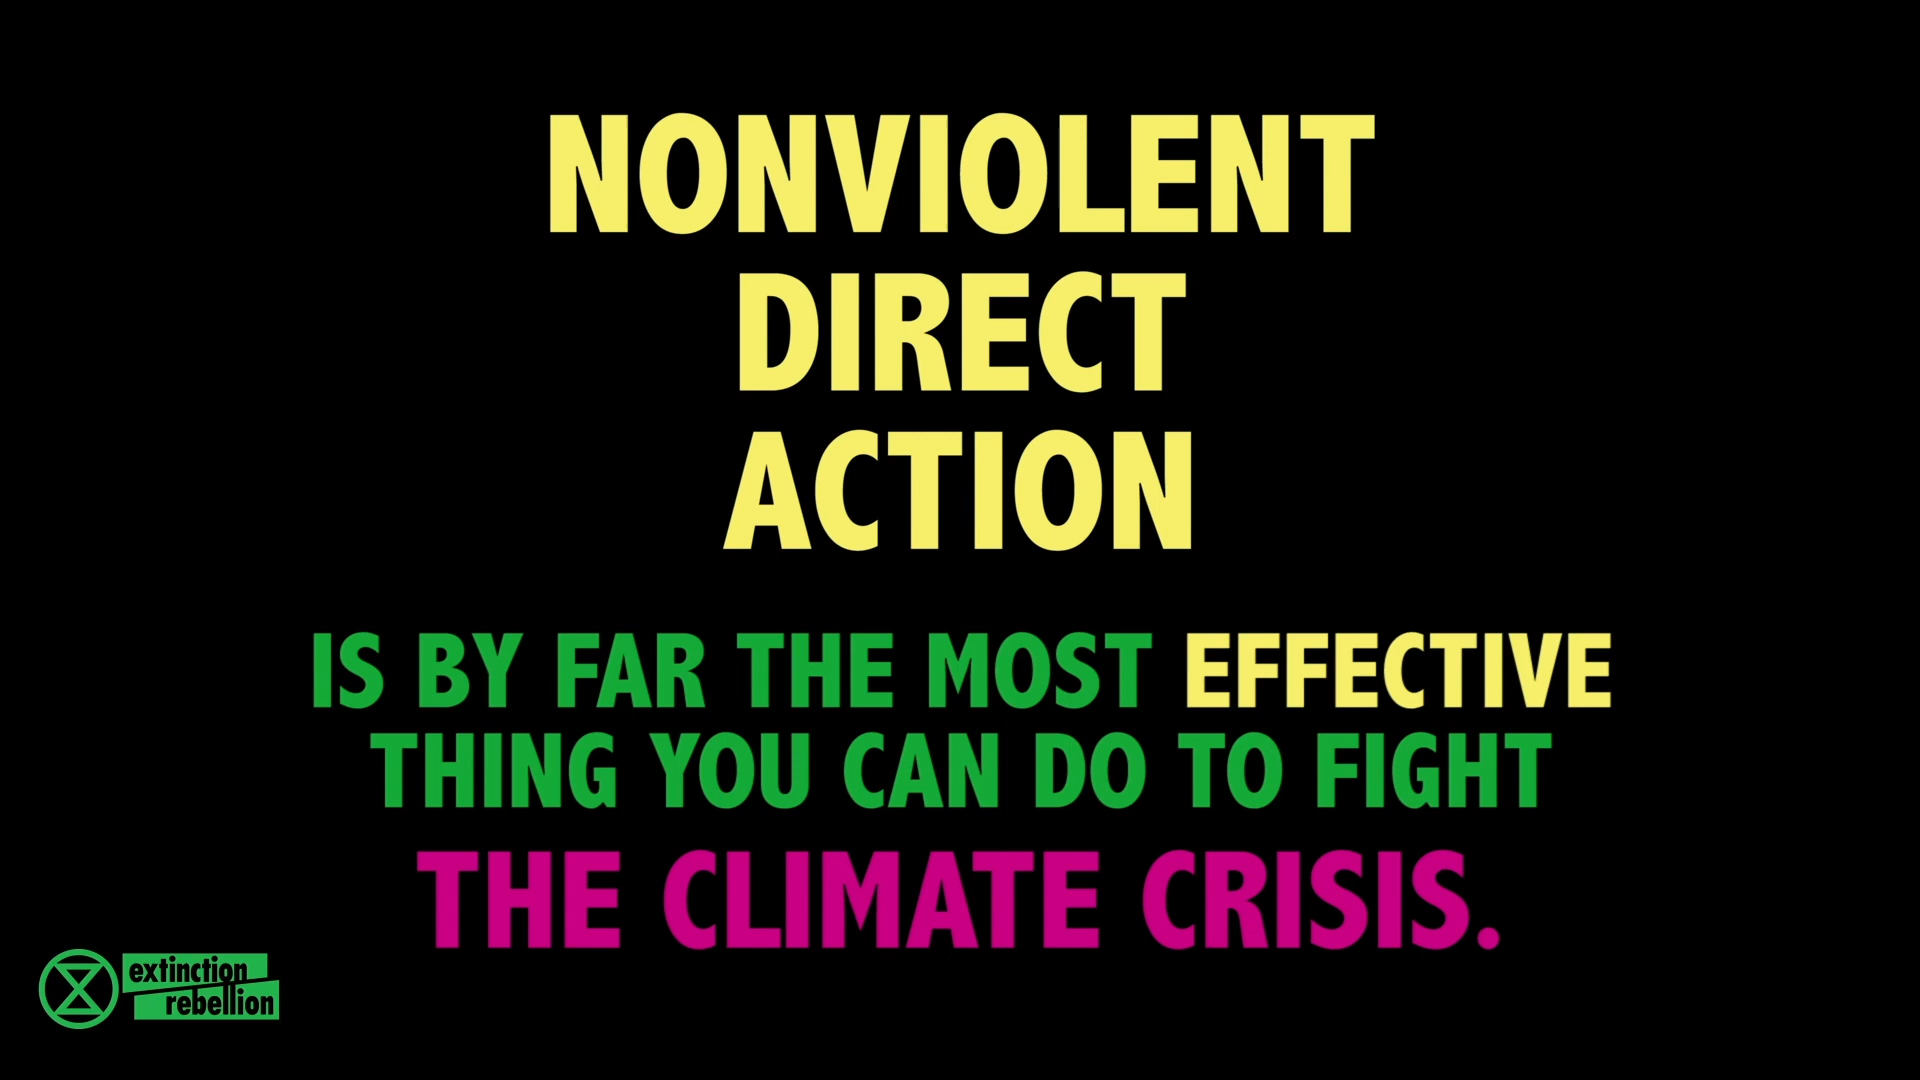 NONVIOLENT
DIRECT
ACTION
IS BY FAR THE MOST EFFECTIVE
THING YOU CAN DO TO FIGHT
THE CLIMATE CRISIS.
extinction
rebellion